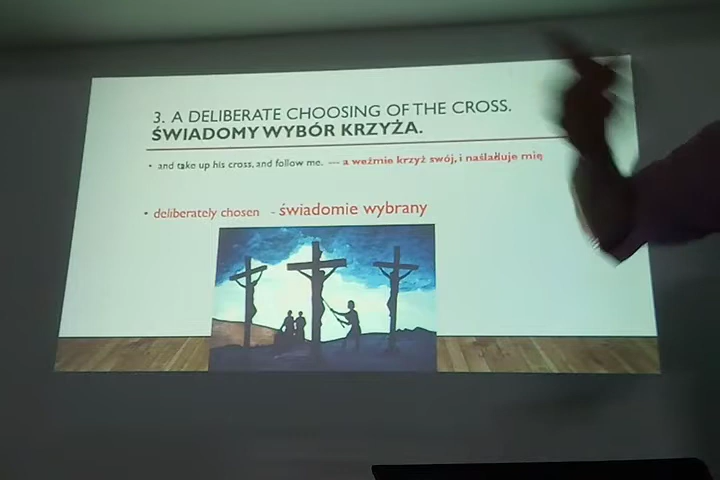 3. A DELIBERATE CHOOSING OF THE CROSS.
ŚWIADOMY WYBÓR KRZYŻA.
• and take up his cross, and follow me. — a weźmie krzyż swój, i naśladuje mię
• deliberately chosen - świadomie wybrany